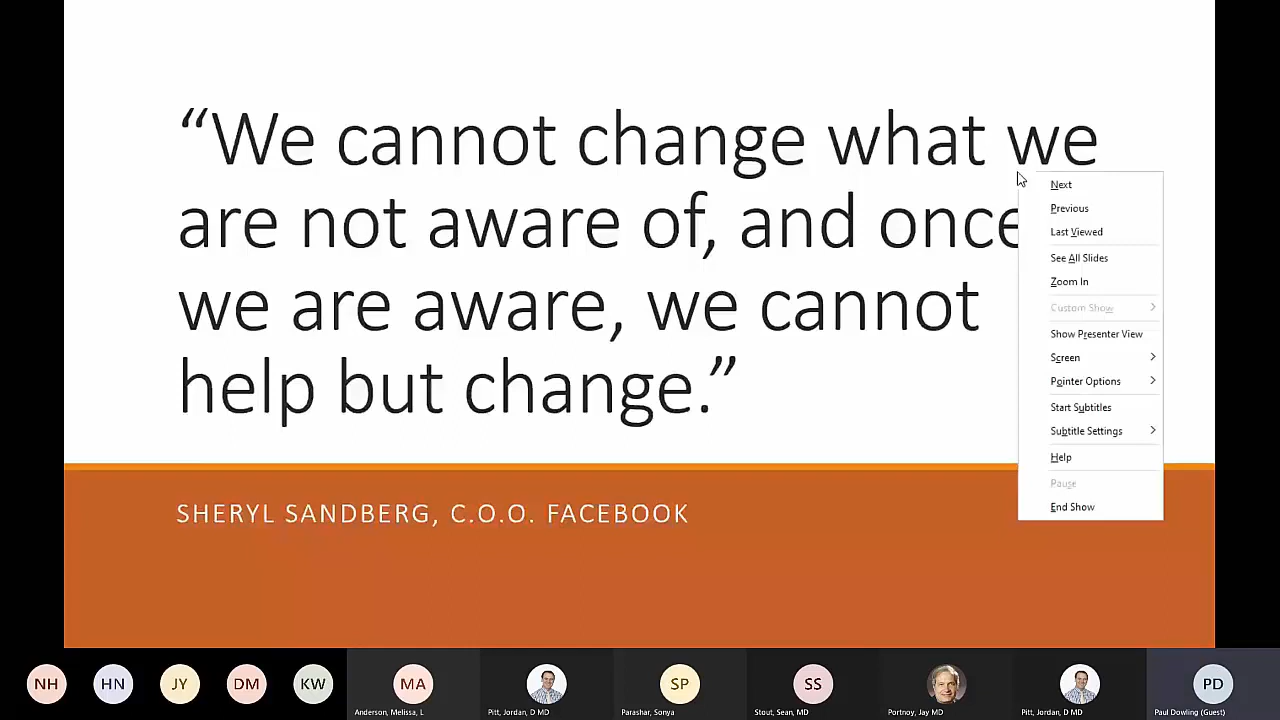 “We cannot change what we
are not aware of, and once
we are aware, we cannot
help but change.”
SHERYL SANDBERG, C.O.O. FACEBOOK
Next
Previous
Last Viewed
See All Slides
Zoom In
Custom Show
Show Presenter View
Screen
Pointer Options
Start Subtitles
Subtitle Settings
Help
Pause
End Show
NH HN JY DM KW MA SP SS PD
Anderson, Melissa, L Pitt, Jordan, D MD Parashar, Sonya Stout, Sean, MD Portnoy, Jay MD Pitt, Jordan, D MD Paul Dowling (Guest)